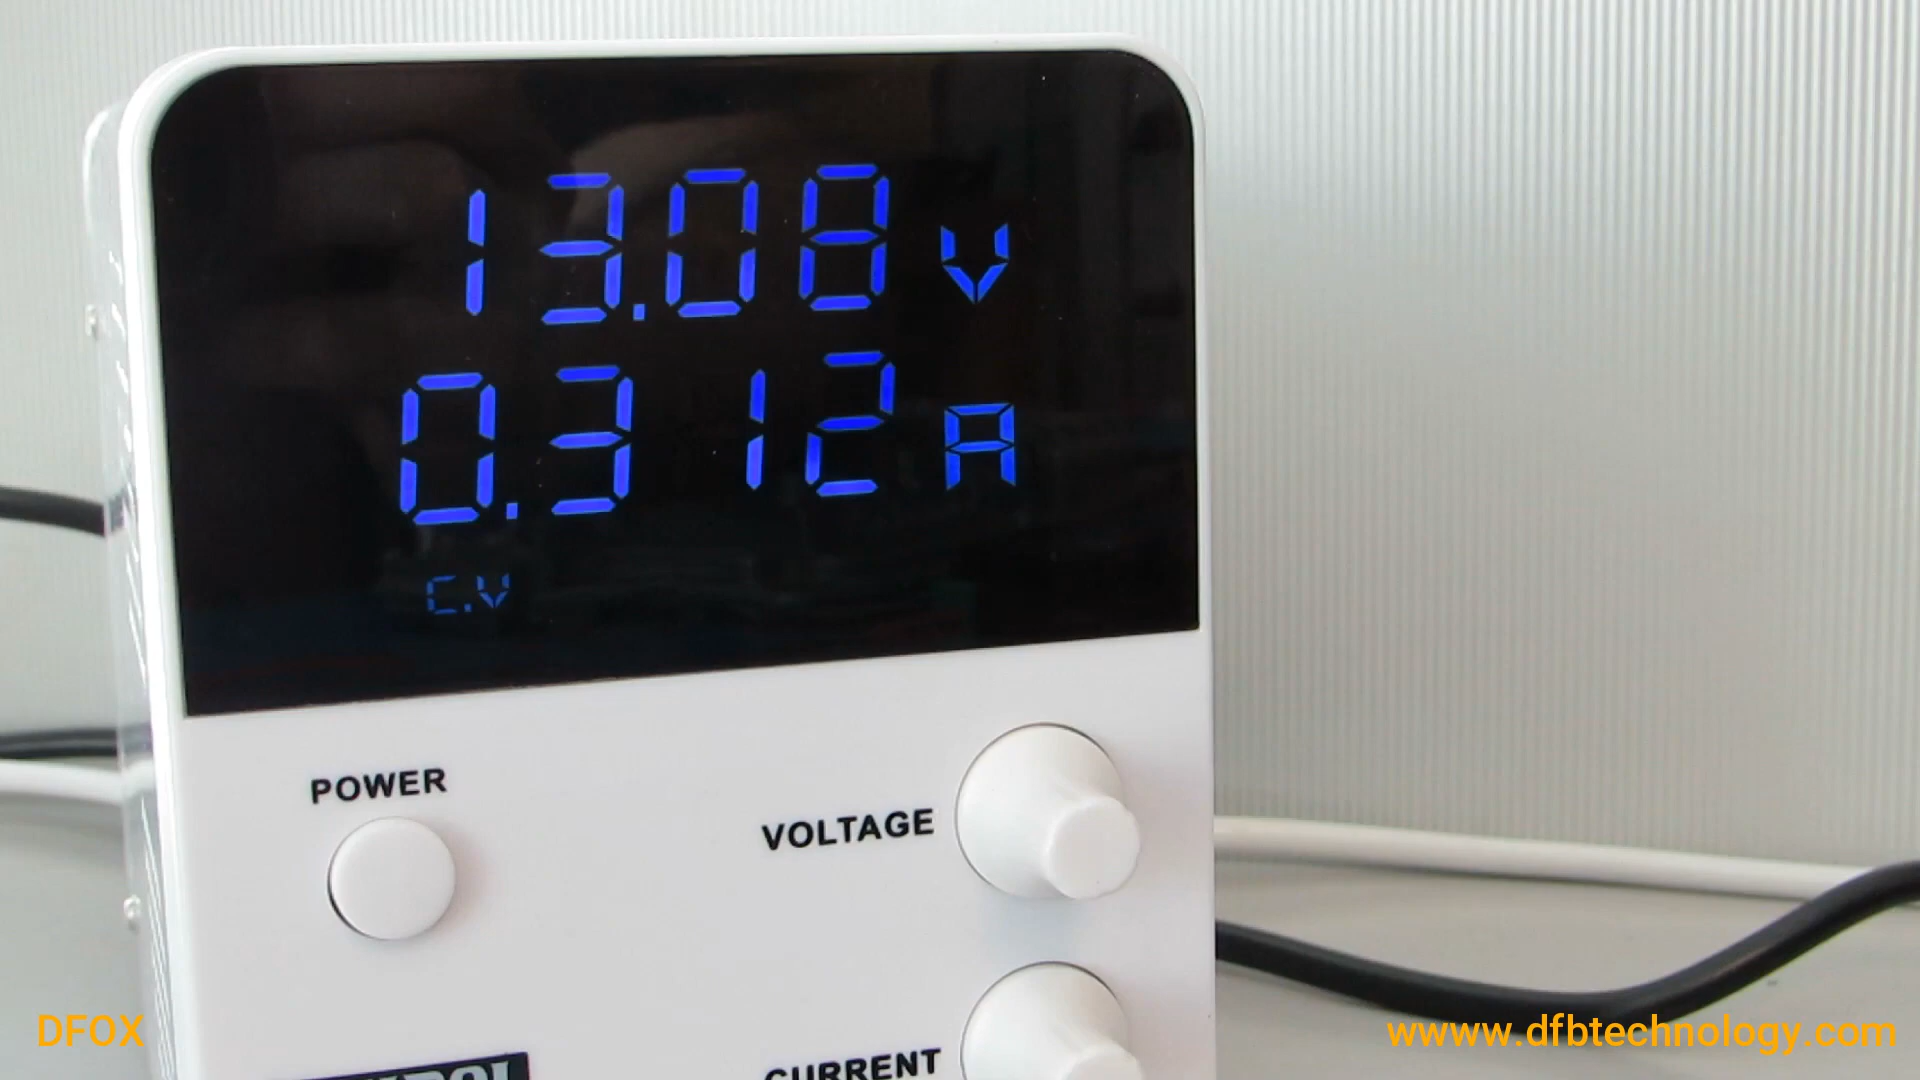 13.08 V
0.312 A
C.V
POWER
VOLTAGE
CURRENT
DFOX
www.dfbtechnology.com